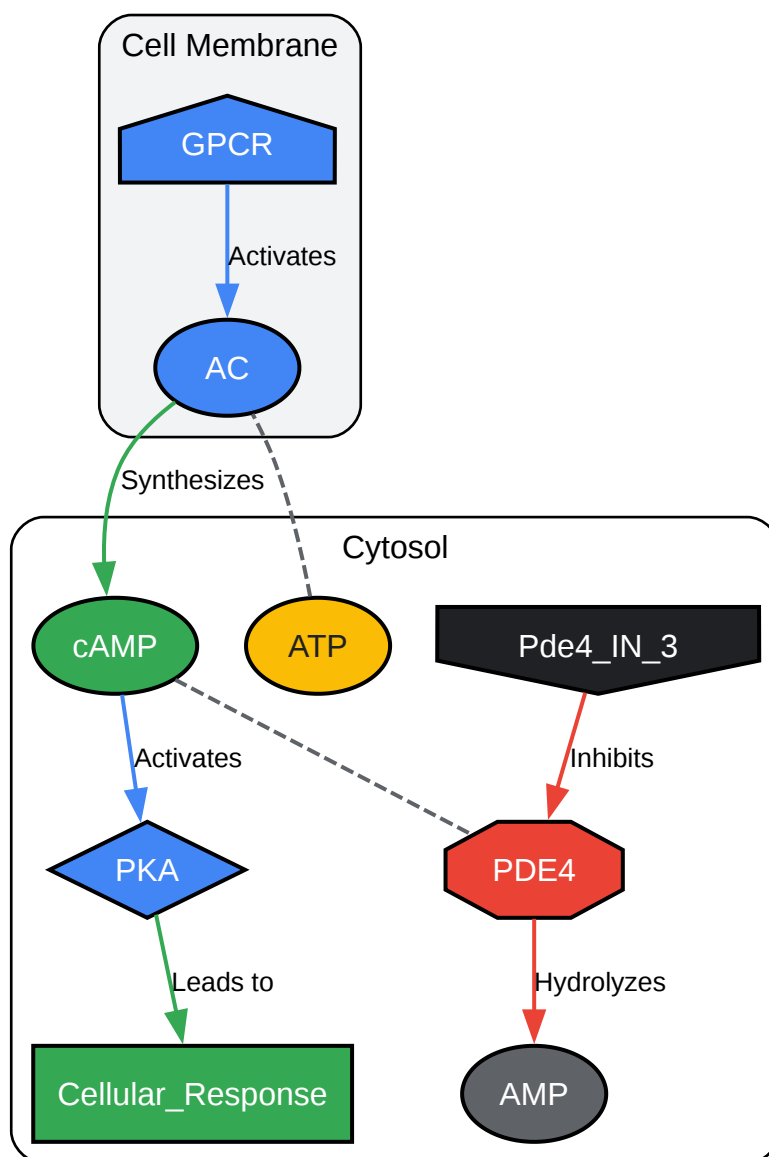 Cell Membrane
GPCR
Activates
AC
Synthesizes
Cytosol
cAMP
ATP
Pde4_IN_3
Activates
Inhibits
PKA
PDE4
Leads to
Hydrolyzes
Cellular_Response
AMP